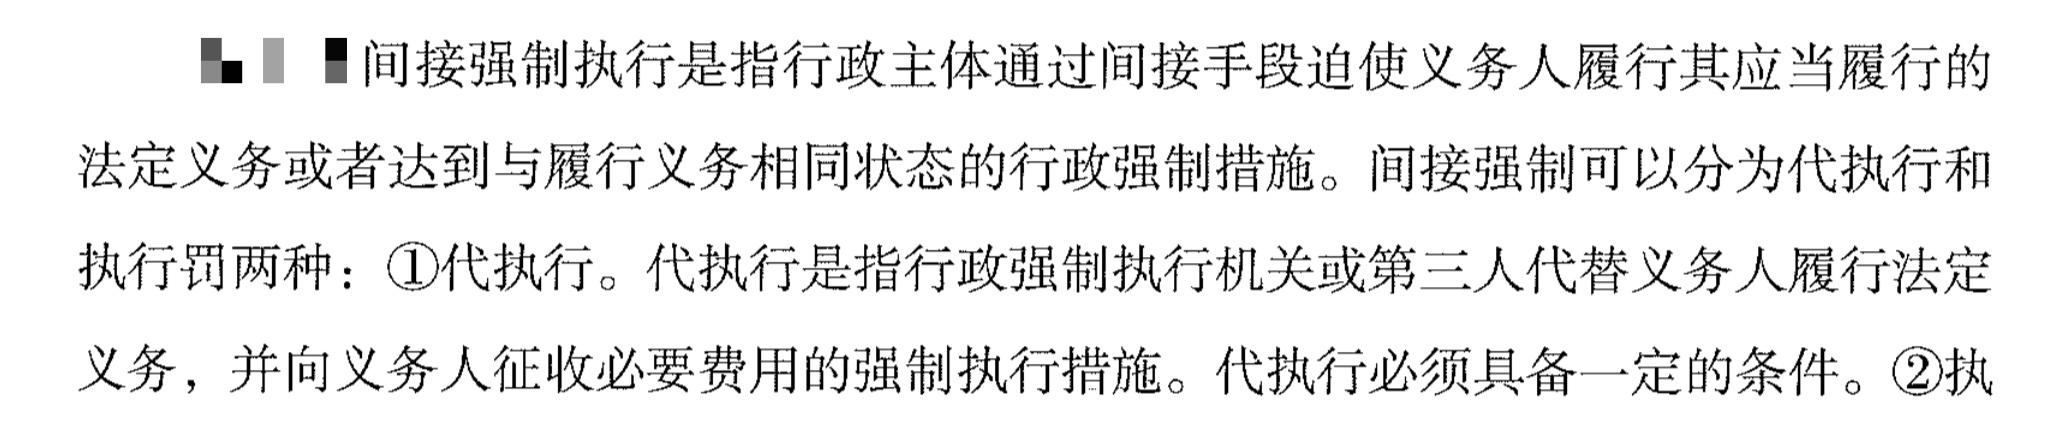 间接强制执行是指行政主体通过间接手段迫使义务人履行其应当履行的
法定义务或者达到与履行义务相同状态的行政强制措施。间接强制可以分为代执行和
执行罚两种：①代执行。代执行是指行政强制执行机关或第三人代替义务人履行法定
义务，并向义务人征收必要费用的强制执行措施。代执行必须具备一定的条件。②执